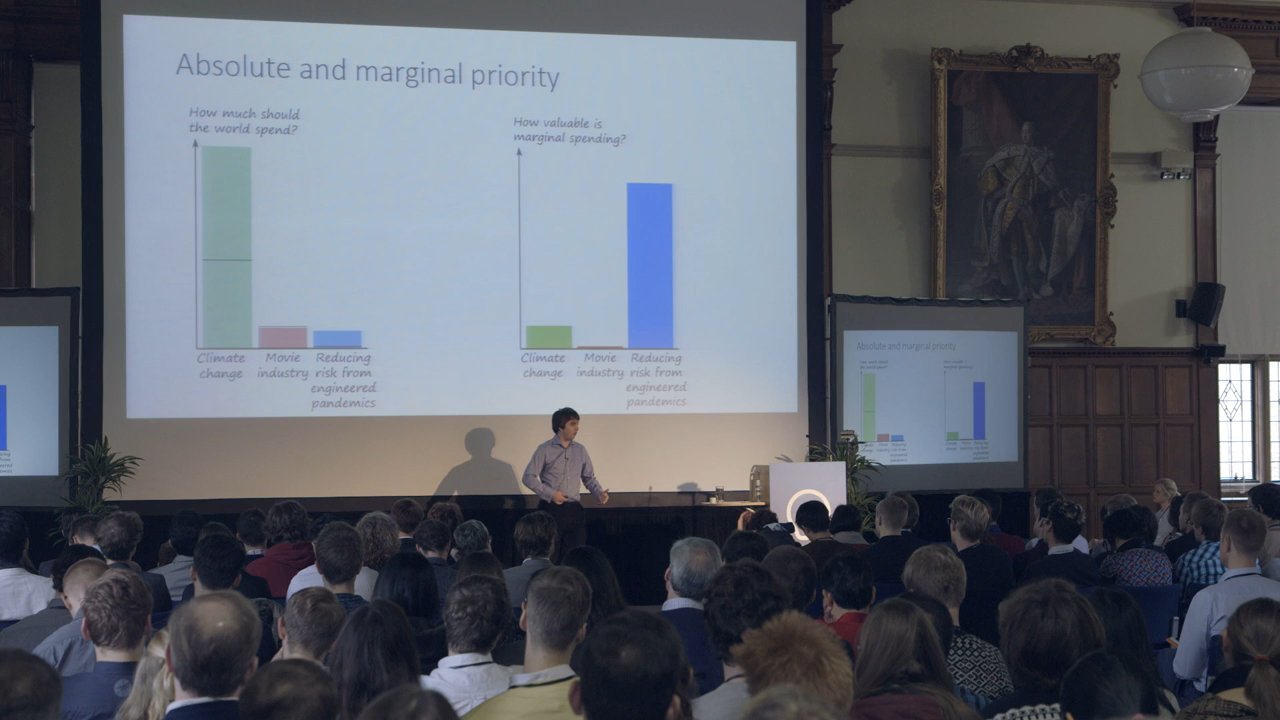 Absolute and marginal priority
How much should
the world spend?
Climate
change
Movie
industry
Reducing
risk from
engineered
pandemics
How valuable is
marginal spending?
Climate
change
Movie
industry
Reducing
risk from
engineered
pandemics
Absolute and marginal priority